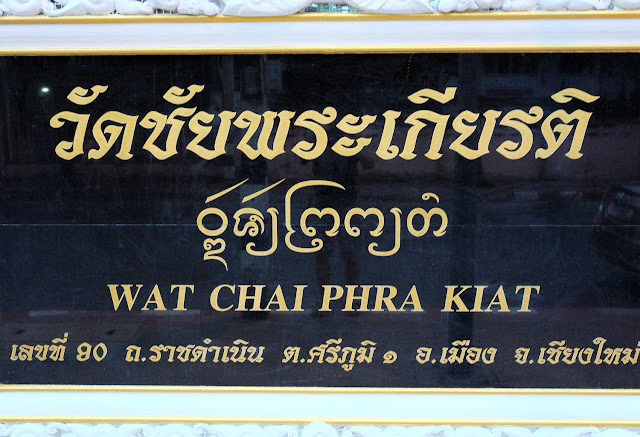 วัดชัยพระเกียรติ
WAT CHAI PHRA KIAT
เลขที่ ๑๐ ถ.ราชดำเนิน ต.ศรีภูมิ ๑ อ.เมือง จ.เชียงใหม่